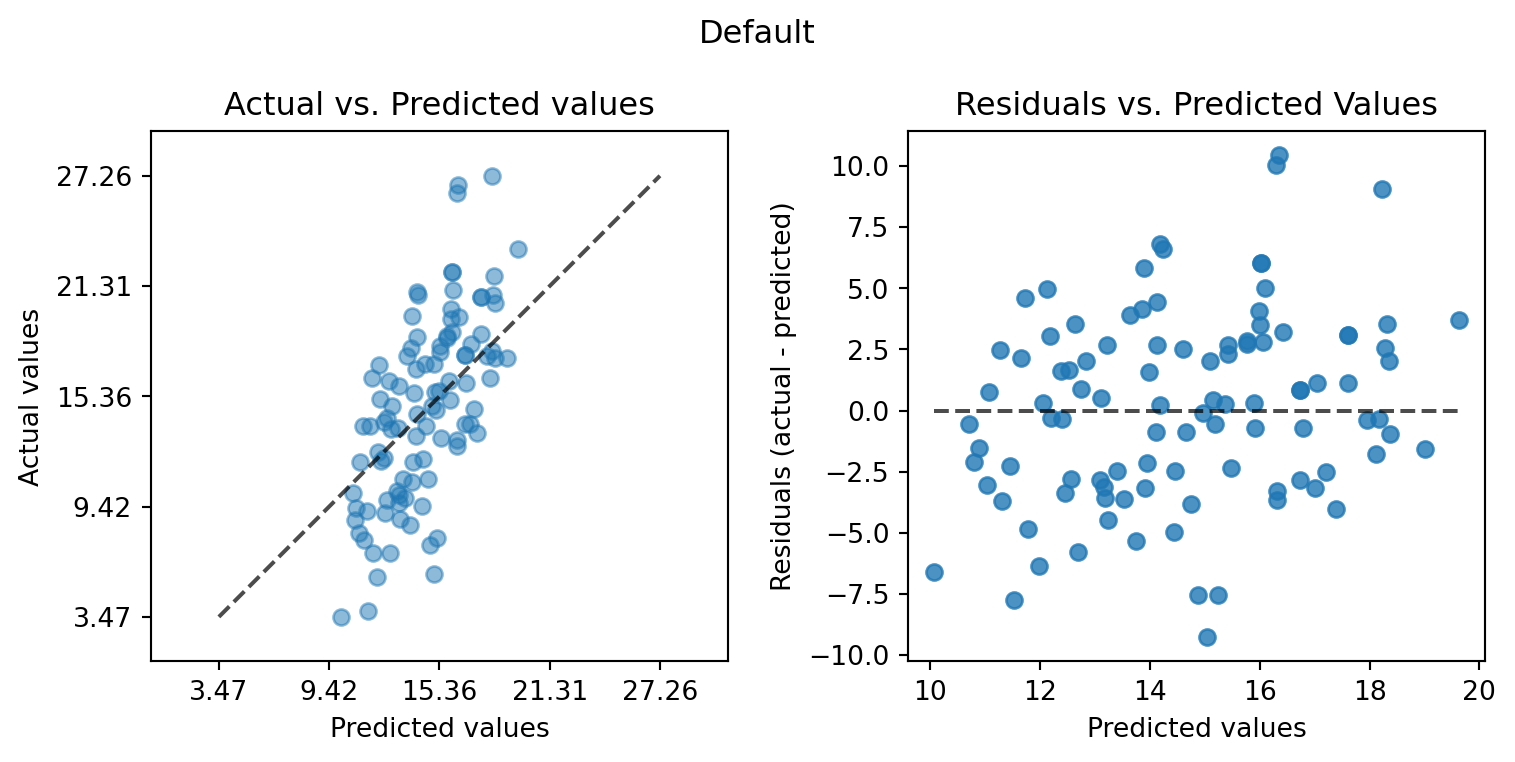 Default
Actual vs. Predicted values
27.26
21.31
15.36
9.42
3.47
Actual values
3.47 9.42 15.36 21.31 27.26
Predicted values
Residuals vs. Predicted Values
10.0
7.5
5.0
2.5
0.0
−2.5
−5.0
−7.5
−10.0
Residuals (actual - predicted)
10 12 14 16 18 20
Predicted values